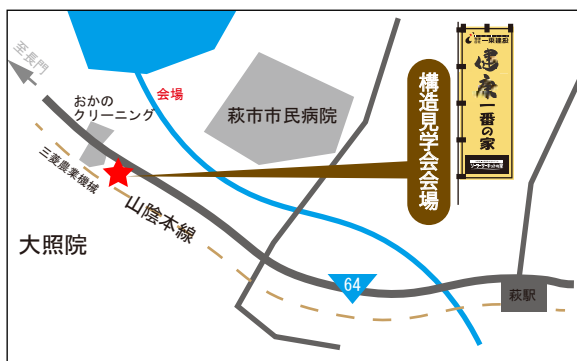 至長門
おかの
クリーニング
会場
萩市市民病院
構造見学会会場
健康
一番の家
三菱農業機械
山陰本線
大照院
64
萩駅